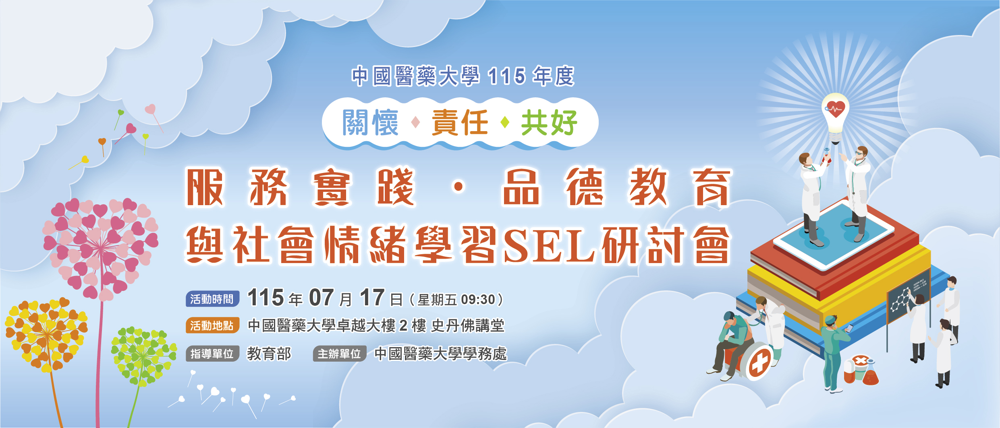 中國醫藥大學 115 年度
關懷 ♦ 責任 ♦ 共好
服務實踐・品德教育
與社會情緒學習SEL研討會
活動時間 115 年 07 月 17 日（星期五 09:30）
活動地點 中國醫藥大學卓越大樓 2 樓 史丹佛講堂
指導單位 教育部 主辦單位 中國醫藥大學學務處